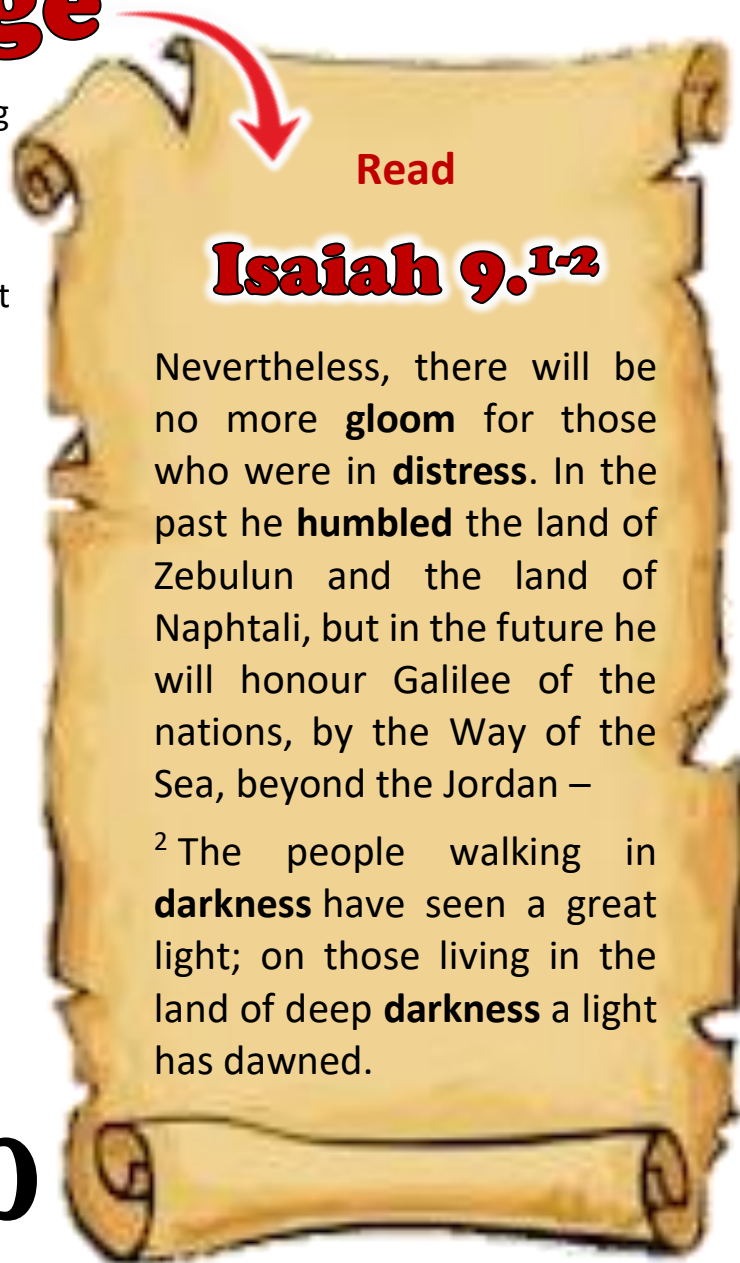 ge
g
t
Read
Isaiah 9.1-2
Nevertheless, there will be
no more gloom for those
who were in distress. In the
past he humbled the land of
Zebulun and the land of
Naphtali, but in the future he
will honour Galilee of the
nations, by the Way of the
Sea, beyond the Jordan –
2 The people walking in
darkness have seen a great
light; on those living in the
land of deep darkness a light
has dawned.